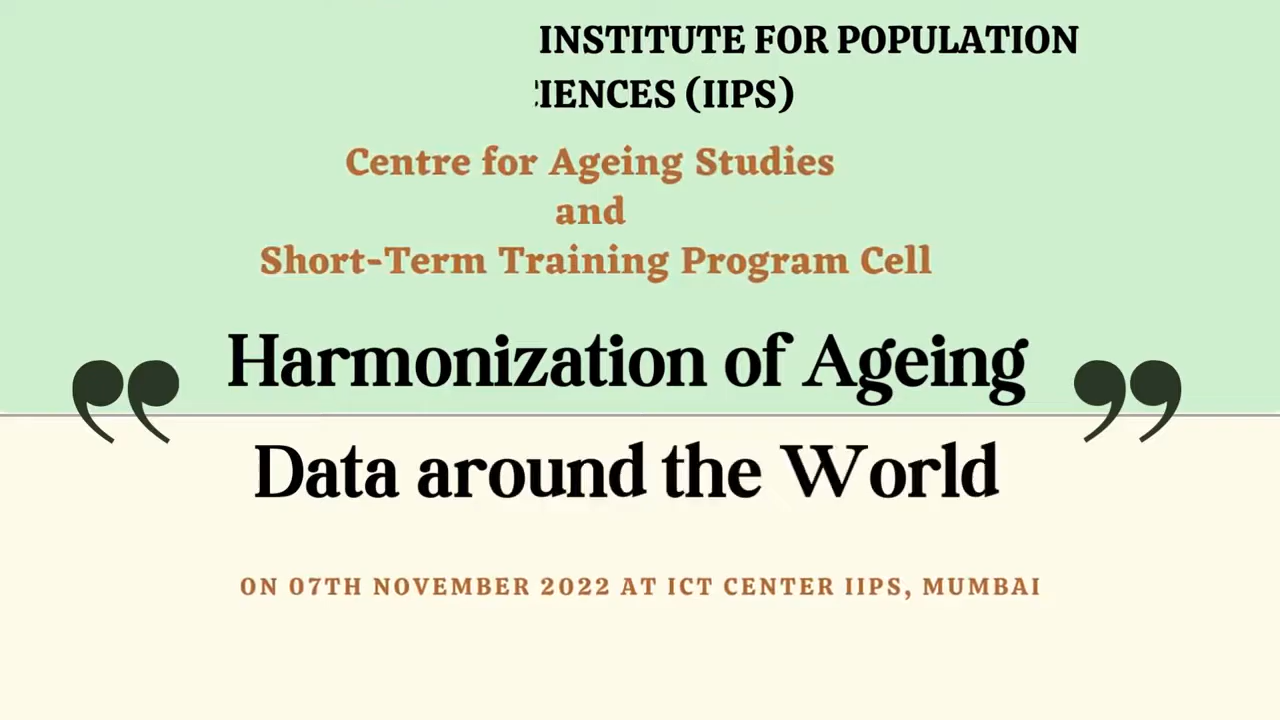 INSTITUTE FOR POPULATION
CIENCES (IIPS)
Centre for Ageing Studies
and
Short-Term Training Program Cell
Harmonization of Ageing
Data around the World
ON 07TH NOVEMBER 2022 AT ICT CENTER IIPS, MUMBAI